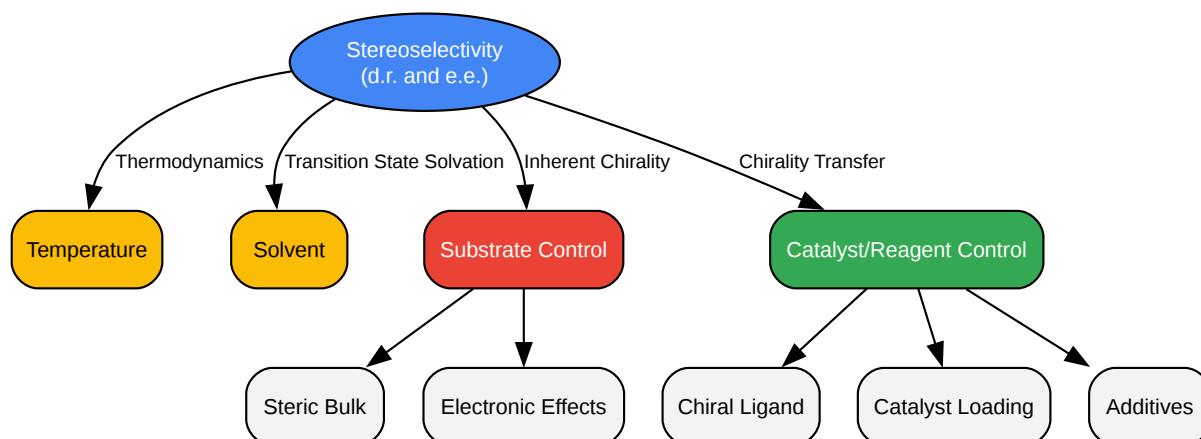 Stereoselectivity
(d.r. and e.e.)
Thermodynamics
Transition State Solvation
Inherent Chirality
Chirality Transfer
Temperature
Solvent
Substrate Control
Catalyst/Reagent Control
Steric Bulk
Electronic Effects
Chiral Ligand
Catalyst Loading
Additives